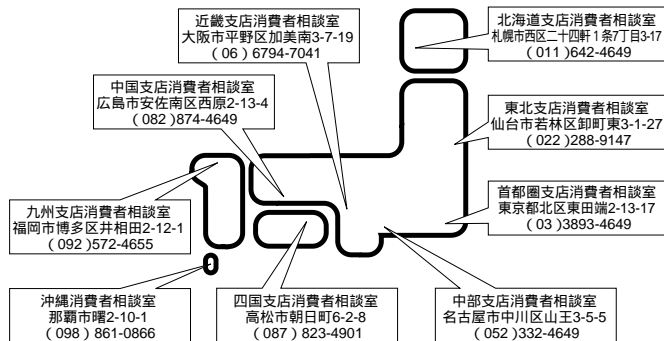 近畿支店消費者相談室
大阪市平野区加美南3-7-19
(06) 6794-7041
北海道支店消費者相談室
札幌市西区二十四軒1条7丁目3-17
(011)642-4649
中国支店消費者相談室
広島市安佐南区西原2-13-4
(082)874-4649
東北支店消費者相談室
仙台市若林区卸町東3-1-27
(022)288-9147
九州支店消費者相談室
福岡市博多区井相田2-12-1
(092)572-4655
首都圏支店消費者相談室
東京都北区東田端2-13-17
(03)3893-4649
沖縄消費者相談室
那覇市曙2-10-1
(098) 861-0866
四国支店消費者相談室
高松市朝日町6-2-8
(087) 823-4901
中部支店消費者相談室
名古屋市中川区山王3-5-5
(052)332-4649